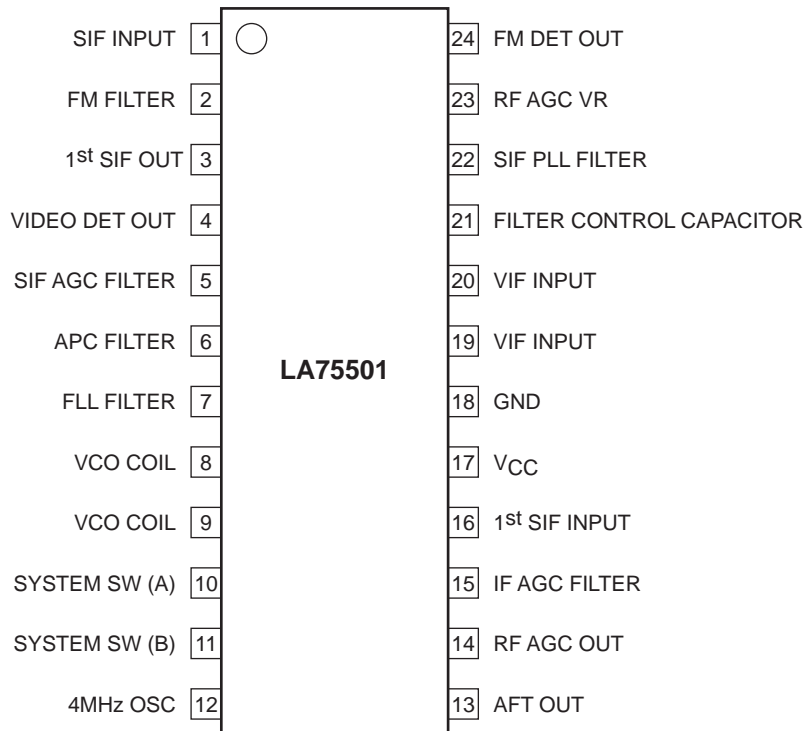 SIF INPUT 1 24 FM DET OUT
FM FILTER 2 23 RF AGC VR
1st SIF OUT 3 22 SIF PLL FILTER
VIDEO DET OUT 4 21 FILTER CONTROL CAPACITOR
SIF AGC FILTER 5 20 VIF INPUT
APC FILTER 6 19 VIF INPUT
LA75501
FLL FILTER 7 18 GND
VCO COIL 8 17 VCC
VCO COIL 9 16 1st SIF INPUT
SYSTEM SW (A) 10 15 IF AGC FILTER
SYSTEM SW (B) 11 14 RF AGC OUT
4MHz OSC 12 13 AFT OUT